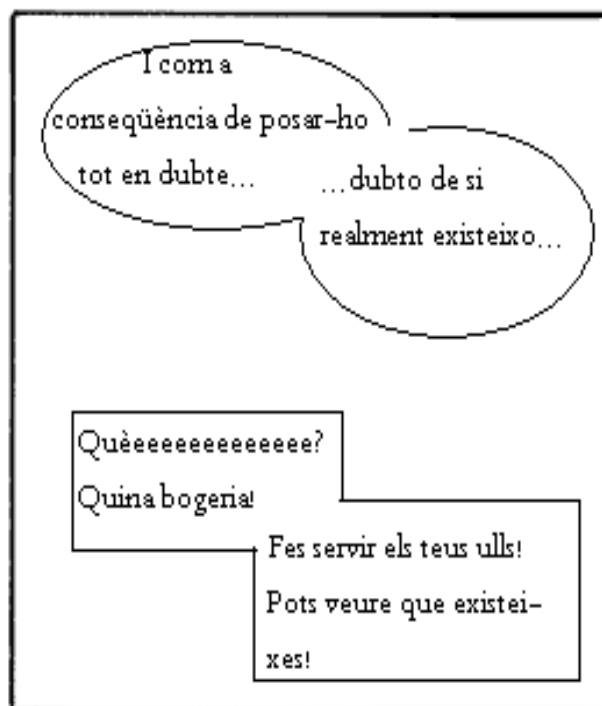 I com a
conseqüència de posar-ho
tot en dubte...
...dubto de si
realment existeixo...
Quèeeeeeeeeeeeee?
Quina bogeria!
Fes servir els teus ulls!
Pots veure que existei-
xes!